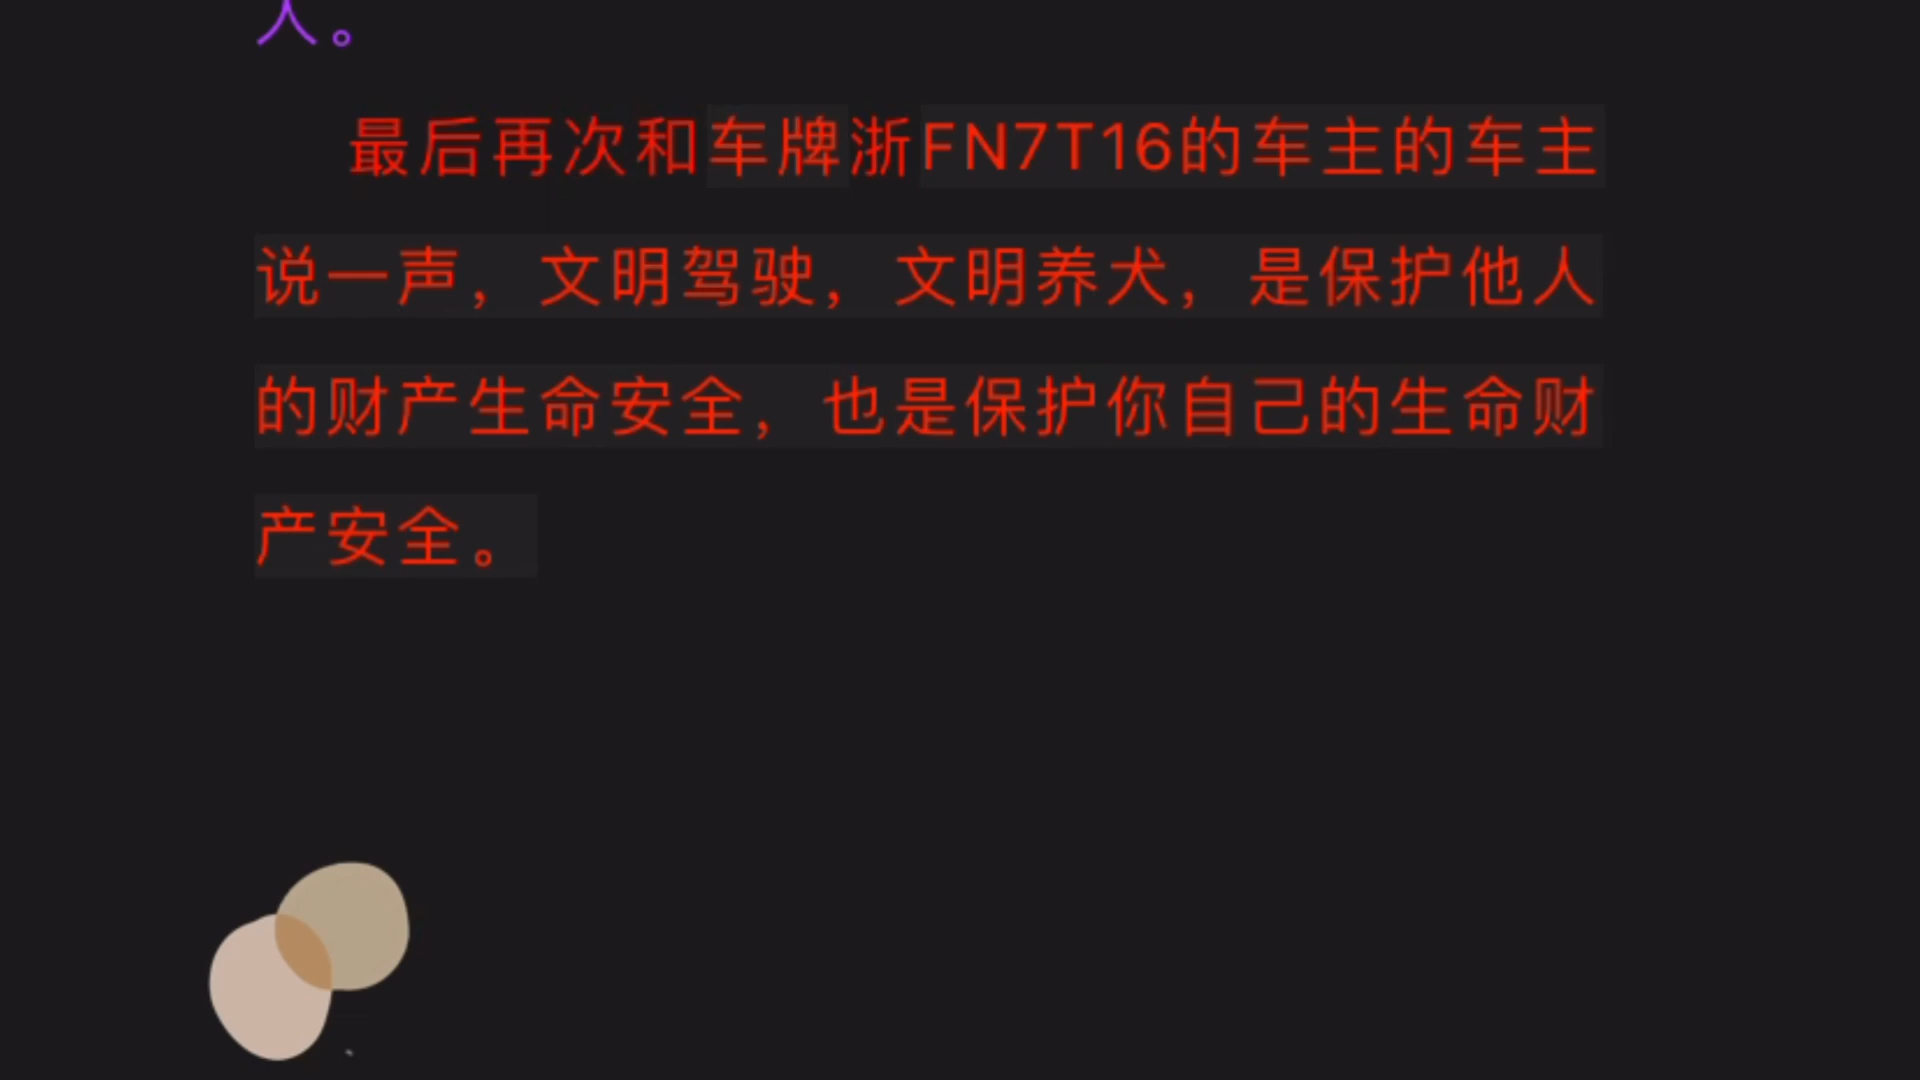 人。
最后再次和车牌浙FN7T16的车主的车主
说一声，文明驾驶，文明养犬，是保护他人
的财产生命安全，也是保护你自己的生命财
产安全。